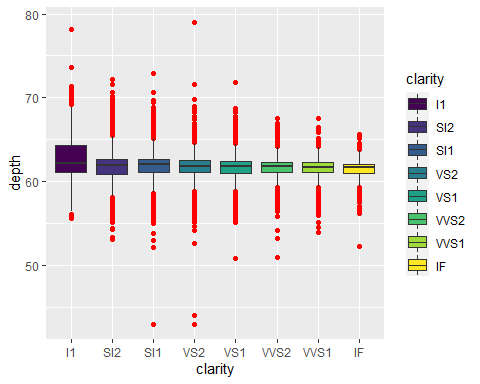 80
70
60
50
depth
I1 SI2 SI1 VS2 VS1 VVS2 VVS1 IF
clarity
clarity
I1
SI2
SI1
VS2
VS1
VVS2
VVS1
IF